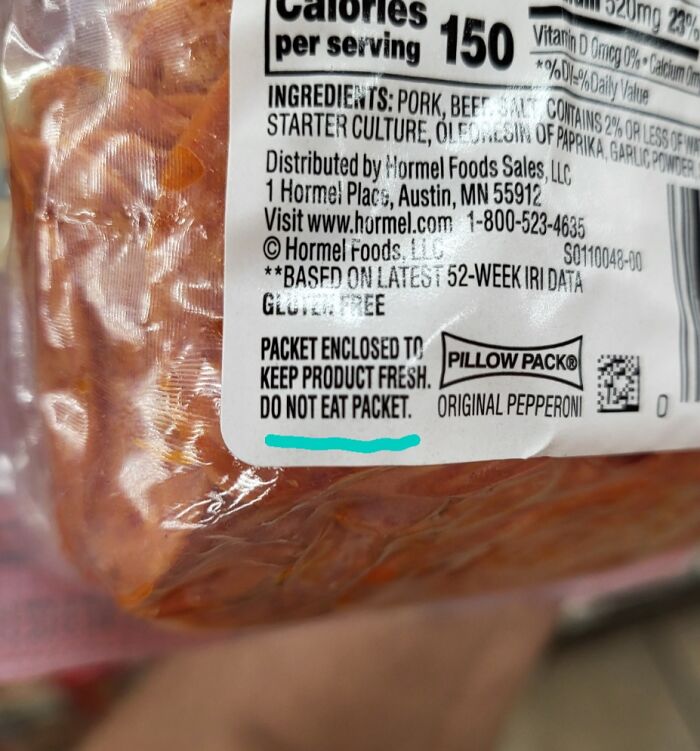 Calories
per serving 150
520mg 23%
Vitamin D 0mcg 0% • Calcium
*%DV=%Daily Value
INGREDIENTS: PORK, BEEF, SALT, CONTAINS 2% OR LESS OF
STARTER CULTURE, OLEORESIN OF PAPRIKA, GARLIC POWDER,
Distributed by Hormel Foods Sales, LLC
1 Hormel Place, Austin, MN 55912
Visit www.hormel.com 1-800-523-4635
© Hormel Foods, LLC S0110048-00
**BASED ON LATEST 52-WEEK IRI DATA
GLUTEN FREE
PACKET ENCLOSED TO
KEEP PRODUCT FRESH.
DO NOT EAT PACKET.
PILLOW PACK®
ORIGINAL PEPPERONI
0